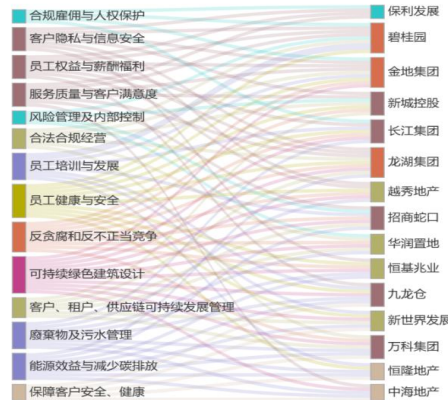 合规雇佣与人权保护
客户隐私与信息安全
员工权益与薪酬福利
服务质量与客户满意度
风险管理及内部控制
合法合规经营
员工培训与发展
员工健康与安全
反贪腐和反不正当竞争
可持续绿色建筑设计
客户、租户、供应链可持续发展管理
廢棄物及污水管理
能源效益与减少碳排放
保障客户安全、健康
保利发展
碧桂园
金地集团
新城控股
长江集团
龙湖集团
越秀地产
招商蛇口
华润置地
恒基兆业
九龙仓
新世界发展
万科集团
恒隆地产
中海地产